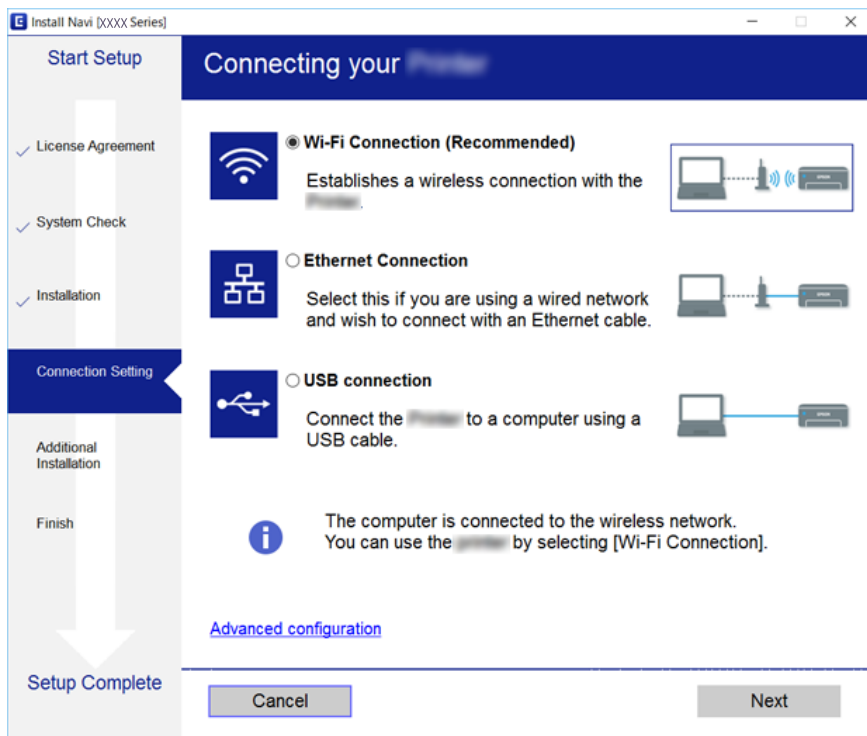 Install Navi [XXXX Series]
Start Setup
License Agreement
System Check
Installation
Connection Setting
Additional
Installation
Finish
Setup Complete
Connecting your Printer
Wi-Fi Connection (Recommended)
Establishes a wireless connection with the
Printer.
Ethernet Connection
Select this if you are using a wired network
and wish to connect with an Ethernet cable.
USB connection
Connect the Printer to a computer using a
USB cable.
The computer is connected to the wireless network.
You can use the printer by selecting [Wi-Fi Connection].
Advanced configuration
Cancel
Next